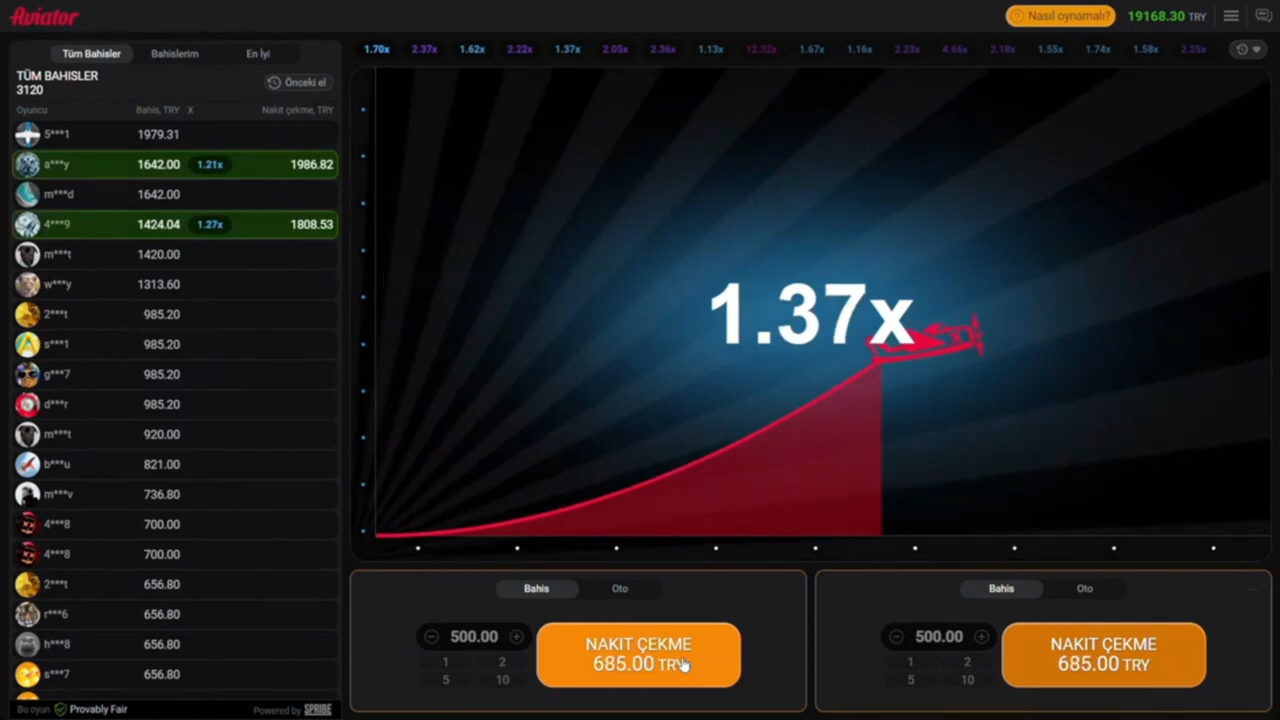 Aviator
Nasıl oynamalı?
19168.30 TRY
Tüm Bahisler Bahislerim En İyi
1.70x 2.37x 1.62x 2.22x 1.37x 2.05x 2.36x 1.13x 12.32x 1.67x 1.16x 2.23x 4.66x 2.18x 1.55x 1.74x 1.58x 2.25x
TÜM BAHISLER
3120
Önceki el
Oyuncu Bahis, TRY X Nakit çekme, TRY
5***1 1979.31
a***y 1642.00 1.21x 1986.82
m***d 1642.00
4***9 1424.04 1.27x 1808.53
m***t 1420.00
w***y 1313.60
2***t 985.20
s***1 985.20
g***7 985.20
d***r 985.20
m***t 920.00
b***u 821.00
m***v 736.80
4***8 700.00
4***8 700.00
2***t 656.80
r***6 656.80
h***8 656.80
s***7 656.80
Bu oyun Provably Fair Powered by SPRIBE
1.37x
Bahis Oto
500.00
1 2
5 10
NAKIT ÇEKME
685.00 TRY
Bahis Oto
500.00
1 2
5 10
NAKIT ÇEKME
685.00 TRY